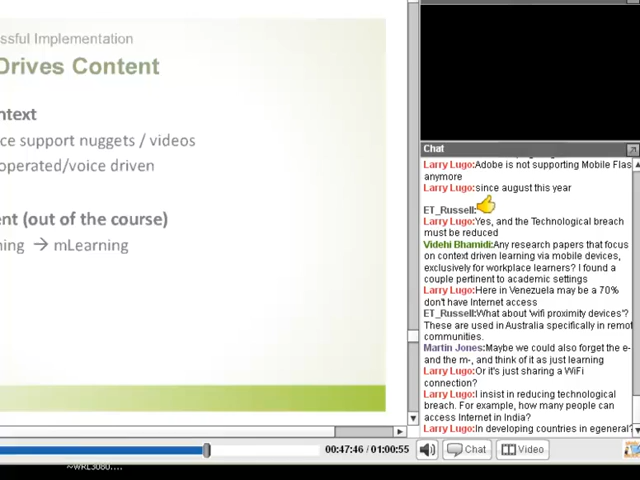 ssful Implementation
Drives Content
ntext
ce support nuggets / videos
operated/voice driven
ent (out of the course)
ning → mLearning
Chat
Larry Lugo:Adobe is not supporting Mobile Flas
anymore
Larry Lugo:since august this year
ET_Russell:
Larry Lugo:Yes, and the Technological breach
must be reduced
Videhi Bhamidi:Any research papers that focus
on context driven learning via mobile devices,
exclusively for workplace learners? I found a
couple pertinent to academic settings
Larry Lugo:Here in Venezuela may be a 70%
don't have Internet access
ET_Russell:What about 'wifi proximity devices'?
These are used in Australia specifically in remot
communities.
Martin Jones:Maybe we could also forget the e-
and the m-, and think of it as just learning
Larry Lugo:Or it's just sharing a WiFi
connection?
Larry Lugo:I insist in reducing technological
breach. For example, how many people can
access Internet in India?
Larry Lugo:In developing countries in egeneral?
00:47:46 / 01:00:55
Chat
Video